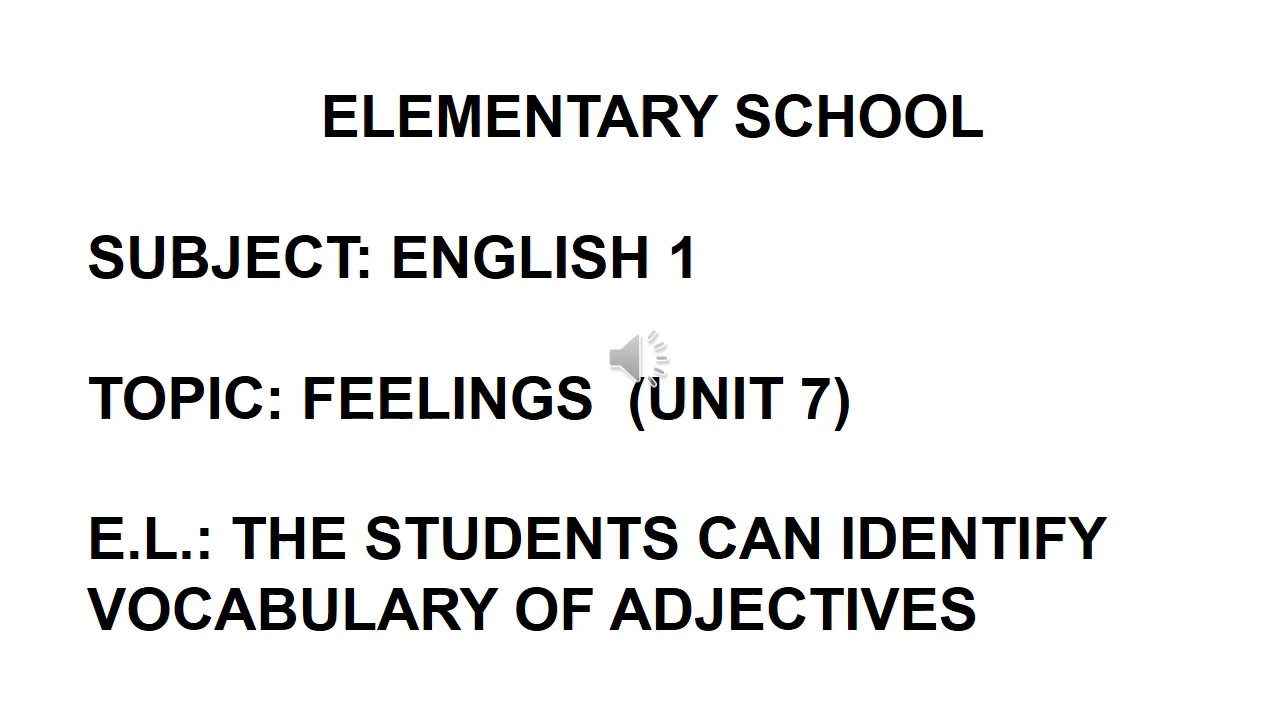 ELEMENTARY SCHOOL
SUBJECT: ENGLISH 1
TOPIC: FEELINGS (UNIT 7)
E.L.: THE STUDENTS CAN IDENTIFY
VOCABULARY OF ADJECTIVES